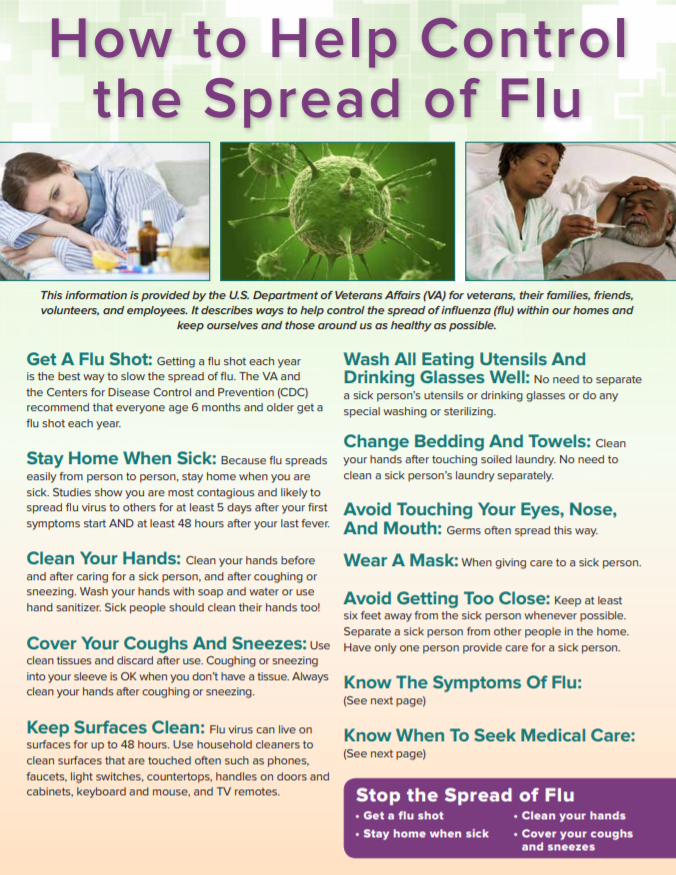 How to Help Control
the Spread of Flu
This information is provided by the U.S. Department of Veterans Affairs (VA) for veterans, their families, friends,
volunteers, and employees. It describes ways to help control the spread of influenza (flu) within our homes and
keep ourselves and those around us as healthy as possible.
Get A Flu Shot: Getting a flu shot each year
is the best way to slow the spread of flu. The VA and
the Centers for Disease Control and Prevention (CDC)
recommend that everyone age 6 months and older get a
flu shot each year.
Stay Home When Sick: Because flu spreads
easily from person to person, stay home when you are
sick. Studies show you are most contagious and likely to
spread flu virus to others for at least 5 days after your first
symptoms start AND at least 48 hours after your last fever.
Clean Your Hands: Clean your hands before
and after caring for a sick person, and after coughing or
sneezing. Wash your hands with soap and water or use
hand sanitizer. Sick people should clean their hands too!
Cover Your Coughs And Sneezes: Use
clean tissues and discard after use. Coughing or sneezing
into your sleeve is OK when you don't have a tissue. Always
clean your hands after coughing or sneezing.
Keep Surfaces Clean: Flu virus can live on
surfaces for up to 48 hours. Use household cleaners to
clean surfaces that are touched often such as phones,
faucets, light switches, countertops, handles on doors and
cabinets, keyboard and mouse, and TV remotes.
Wash All Eating Utensils And
Drinking Glasses Well: No need to separate
a sick person's utensils or drinking glasses or do any
special washing or sterilizing.
Change Bedding And Towels: Clean
your hands after touching soiled laundry. No need to
clean a sick person's laundry separately.
Avoid Touching Your Eyes, Nose,
And Mouth: Germs often spread this way.
Wear A Mask: When giving care to a sick person.
Avoid Getting Too Close: Keep at least
six feet away from the sick person whenever possible.
Separate a sick person from other people in the home.
Have only one person provide care for a sick person.
Know The Symptoms Of Flu:
(See next page)
Know When To Seek Medical Care:
(See next page)
Stop the Spread of Flu
• Get a flu shot
• Stay home when sick
• Clean your hands
• Cover your coughs
and sneezes